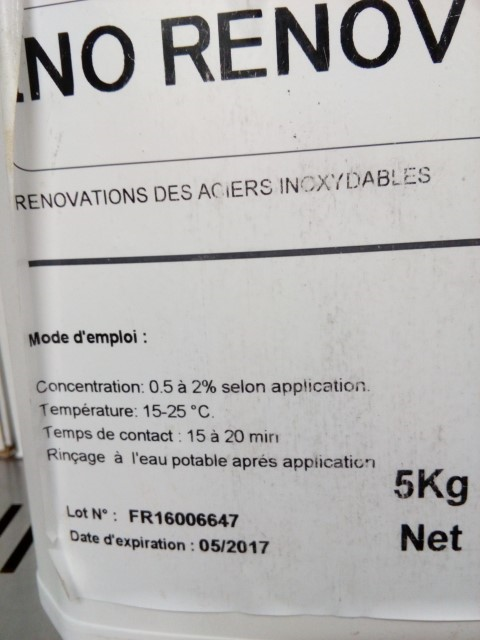 NO RENOV
RENOVATIONS DES ACIERS INOXYDABLES
Mode d'emploi :
Concentration: 0.5 à 2% selon application.
Température: 15-25 °C.
Temps de contact : 15 à 20 min
Rinçage à l'eau potable aprés application
5Kg
Net
Lot N° : FR16006647
Date d'expiration : 05/2017